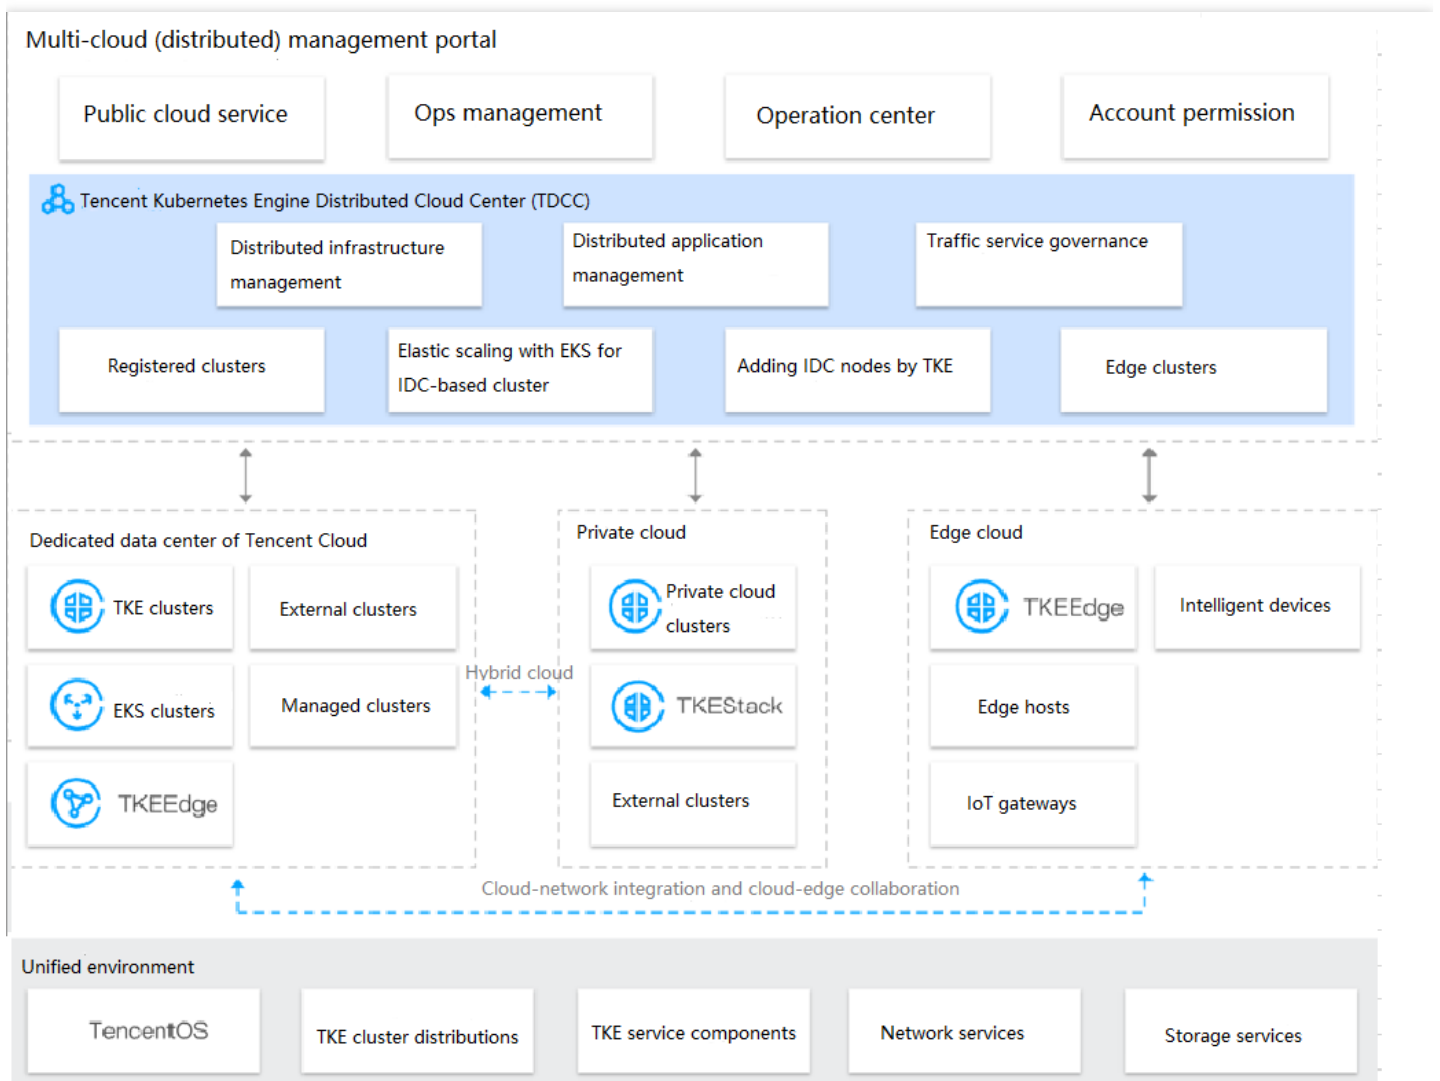 Multi-cloud (distributed) management portal
Public cloud service
Ops management
Operation center
Account permission
Tencent Kubernetes Engine Distributed Cloud Center (TDCC)
Distributed infrastructure
management
Distributed application
management
Traffic service governance
Registered clusters
Elastic scaling with EKS for
IDC-based cluster
Adding IDC nodes by TKE
Edge clusters
Dedicated data center of Tencent Cloud
TKE clusters
External clusters
EKS clusters
Managed clusters
TKEEdge
Hybrid cloud
Private cloud
Private cloud
clusters
TKEStack
External clusters
Edge cloud
TKEEdge
Intelligent devices
Edge hosts
IoT gateways
Cloud-network integration and cloud-edge collaboration
Unified environment
TencentOS
TKE cluster distributions
TKE service components
Network services
Storage services